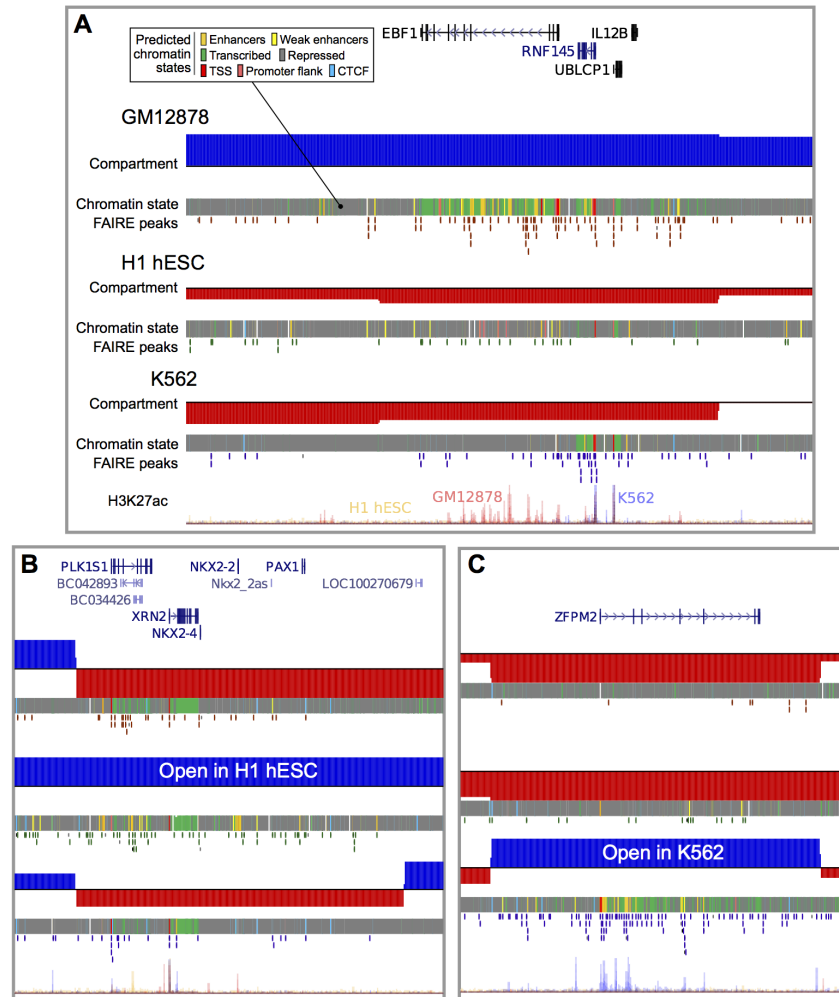 A
EBF1
IL12B
RNF145
UBLCP1
Predicted chromatin states
Enhancers
Weak enhancers
Transcribed
Repressed
TSS
Promoter flank
CTCF
GM12878
Compartment
Chromatin state
FAIRE peaks
H1 hESC
Compartment
Chromatin state
FAIRE peaks
K562
Compartment
Chromatin state
FAIRE peaks
H3K27ac
H1 hESC
GM12878
K562
B
PLK1S1
NKX2-2
PAX1
BC042893
Nkx2_2as
LOC100270679
BC034426
XRN2
NKX2-4
Open in H1 hESC
C
ZFPM2
Open in K562